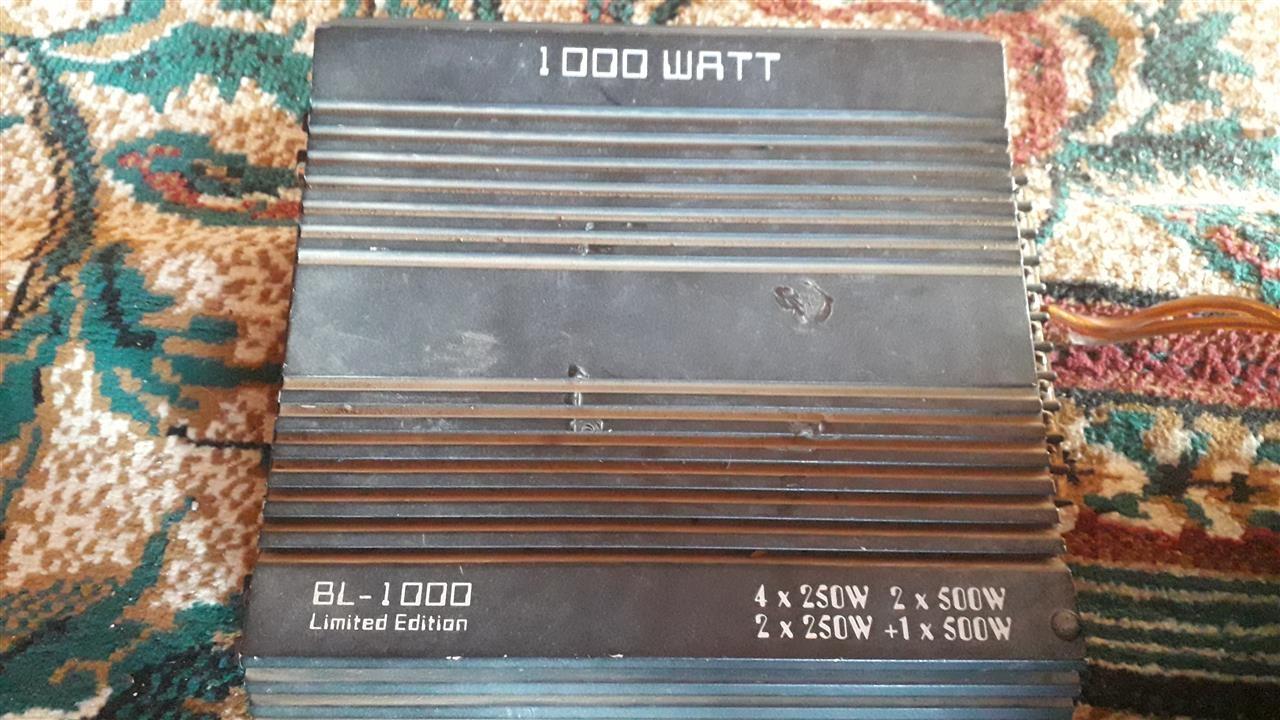 1000 WATT
BL-1000
Limited Edition
4 x 250W 2 x 500W
2 x 250W +1 x 500W